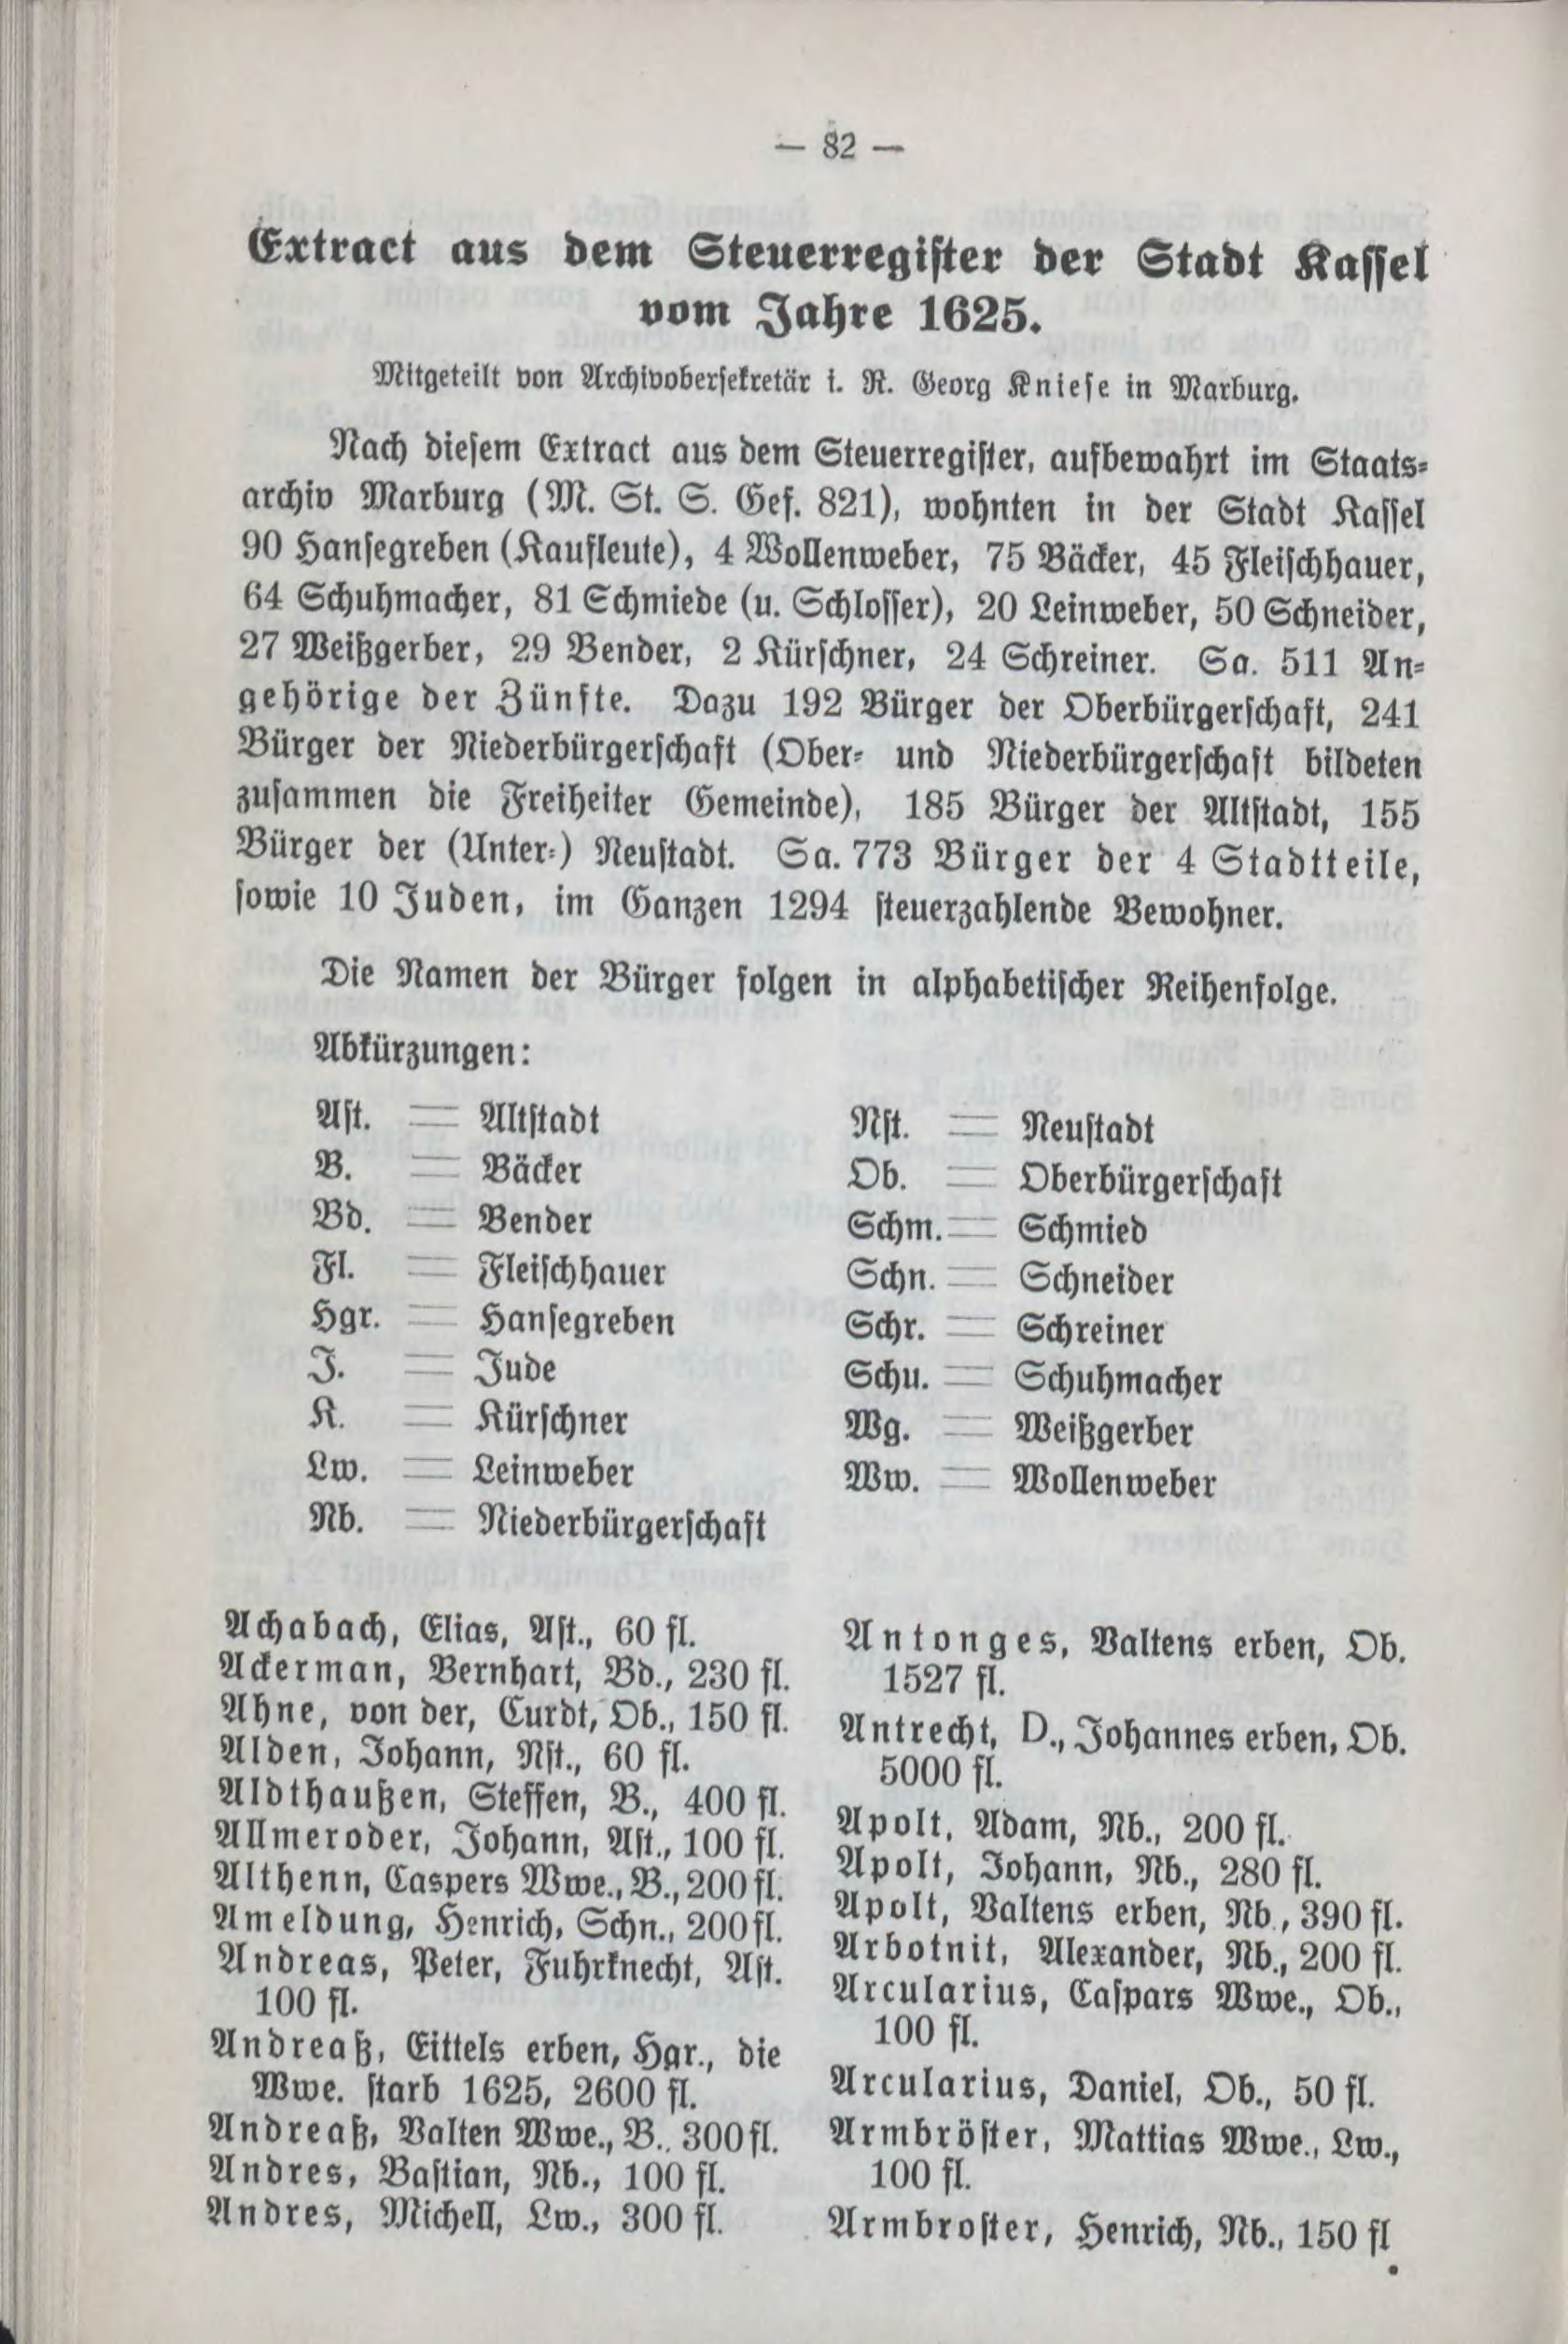 — 82 —
Extract aus dem Steuerregister der Stadt Kassel
vom Jahre 1625.
Mitgeteilt von Archivobersekretär i. R. Georg Kniese in Marburg.
Nach diesem Extract aus dem Steuerregister, aufbewahrt im Staats-
archiv Marburg (M. St. S. Gef. 821), wohnten in der Stadt Kassel
90 Hansegreben (Kaufleute), 4 Wollenweber, 75 Bäcker, 45 Fleischhauer,
64 Schuhmacher, 81 Schmiede (u. Schlosser), 20 Leinweber, 50 Schneider,
27 Weißgerber, 29 Bender, 2 Kürschner, 24 Schreiner. Sa. 511 An-
gehörige der Zünfte. Dazu 192 Bürger der Oberbürgerschaft, 241
Bürger der Niederbürgerschaft (Ober- und Niederbürgerschaft bildeten
zusammen die Freiheiter Gemeinde), 185 Bürger der Altstadt, 155
Bürger der (Unter-) Neustadt. Sa. 773 Bürger der 4 Stadtteile,
sowie 10 Juden, im Ganzen 1294 steuerzahlende Bewohner.
Die Namen der Bürger folgen in alphabetischer Reihenfolge.
Abkürzungen:
Ast. = Altstadt
B. = Bäcker
Bd. = Bender
Fl. = Fleischhauer
Hgr. = Hansegreben
J. = Jude
K. = Kürschner
Lw. = Leinweber
Nb. = Niederbürgerschaft
Nst. = Neustadt
Ob. = Oberbürgerschaft
Schm. = Schmied
Schn. = Schneider
Schr. = Schreiner
Schu. = Schuhmacher
Wg. = Weißgerber
Ww. = Wollenweber
Achabach, Elias, Ast., 60 fl.
Ackerman, Bernhart, Bd., 230 fl.
Ahne, von der, Curdt, Ob., 150 fl.
Alden, Johann, Nst., 60 fl.
Aldthaußen, Steffen, B., 400 fl.
Allmeroder, Johann, Ast., 100 fl.
Althenn, Caspers Wwe., B., 200 fl.
Ameldung, Henrich, Schn., 200 fl.
Andreas, Peter, Fuhrknecht, Ast.
100 fl.
Andreaß, Eittels erben, Hgr., die
Wwe. starb 1625, 2600 fl.
Andreaß, Valten Wwe., B., 300 fl.
Andres, Bastian, Nb., 100 fl.
Andres, Michell, Lw., 300 fl.
Antonges, Valtens erben, Ob.
1527 fl.
Antrecht, D., Johannes erben, Ob.
5000 fl.
Apolt, Adam, Nb., 200 fl.
Apolt, Johann, Nb., 280 fl.
Apolt, Valtens erben, Nb., 390 fl.
Arbotnit, Alexander, Nb., 200 fl.
Arcularius, Caspars Wwe., Ob.,
100 fl.
Arcularius, Daniel, Ob., 50 fl.
Armbröster, Mattias Wwe., Lw.,
100 fl.
Armbroster, Henrich, Nb., 150 fl.